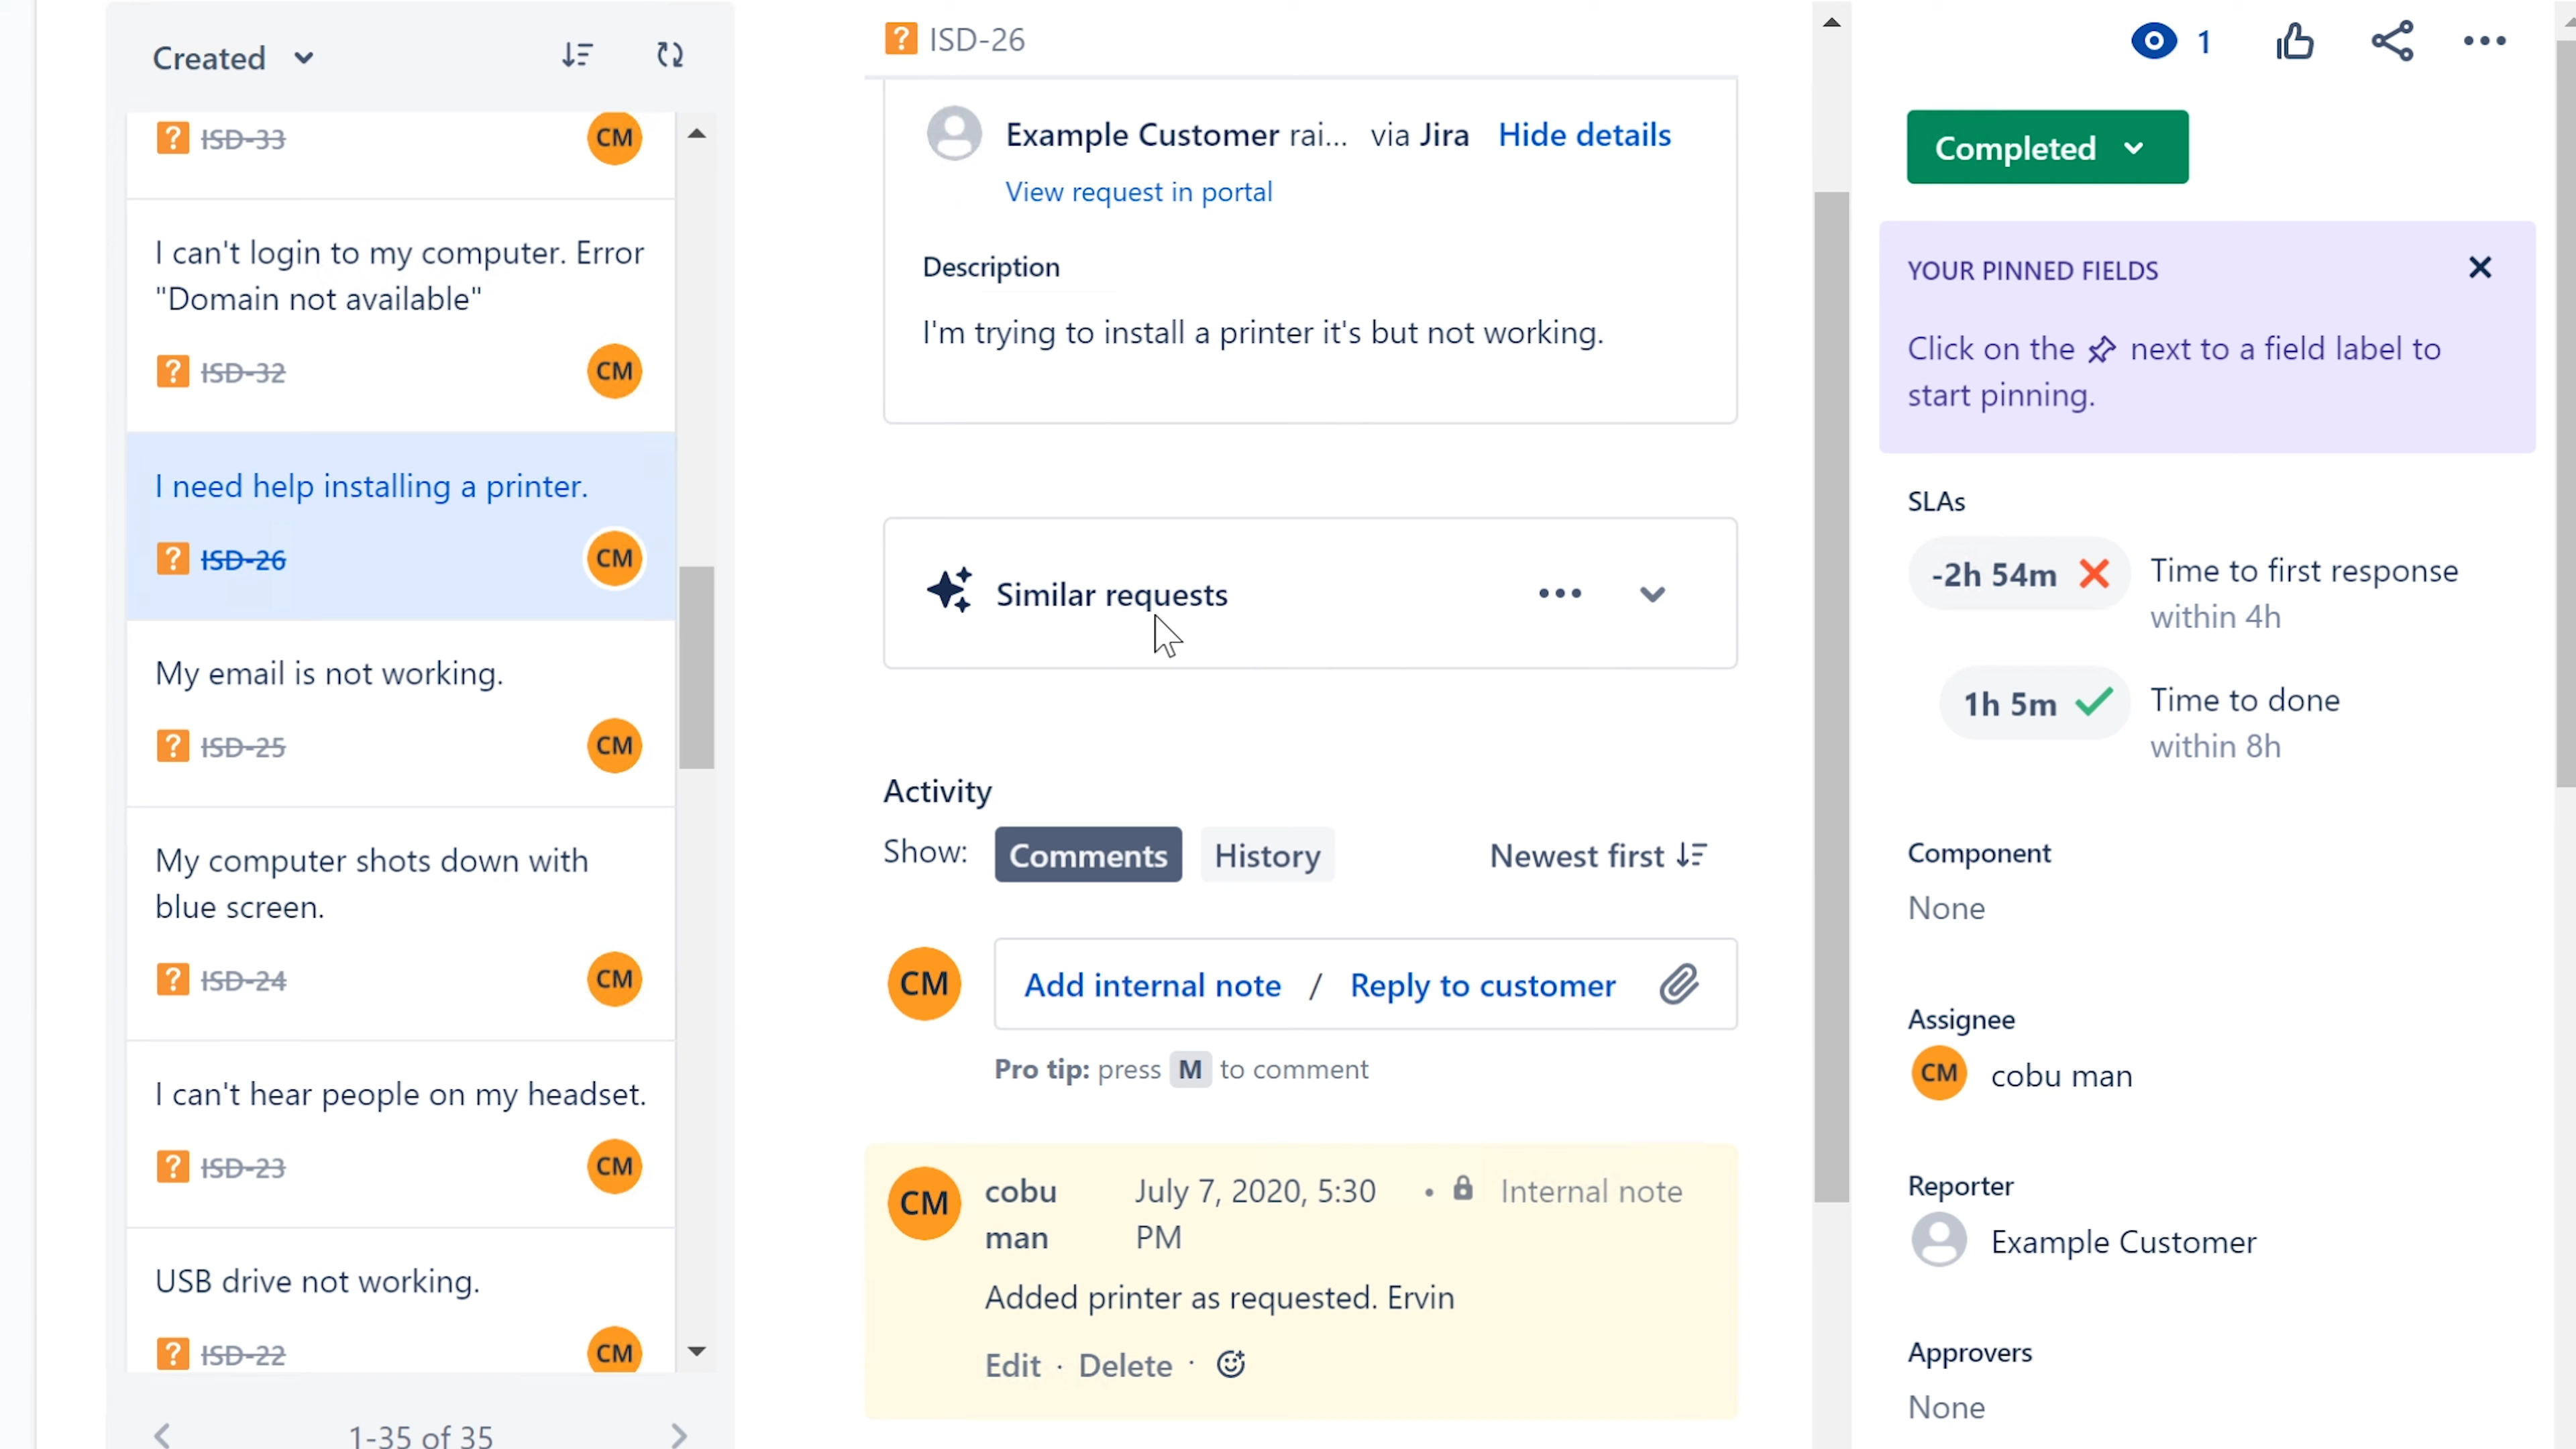 Created
ISD-33
CM
I can't login to my computer. Error
"Domain not available"
ISD-32
CM
I need help installing a printer.
ISD-26
CM
My email is not working.
ISD-25
CM
My computer shots down with
blue screen.
ISD-24
CM
I can't hear people on my headset.
ISD-23
CM
USB drive not working.
ISD-22
CM
1-35 of 35
ISD-26
Example Customer rai... via Jira Hide details
View request in portal
Description
I'm trying to install a printer it's but not working.
Similar requests
Activity
Show: Comments History Newest first
CM Add internal note / Reply to customer
Pro tip: press M to comment
CM
cobu man
July 7, 2020, 5:30 PM
• Internal note
Added printer as requested. Ervin
Edit · Delete ·
1
Completed
YOUR PINNED FIELDS
Click on the next to a field label to
start pinning.
SLAs
-2h 54m Time to first response
within 4h
1h 5m Time to done
within 8h
Component
None
Assignee
CM cobu man
Reporter
Example Customer
Approvers
None